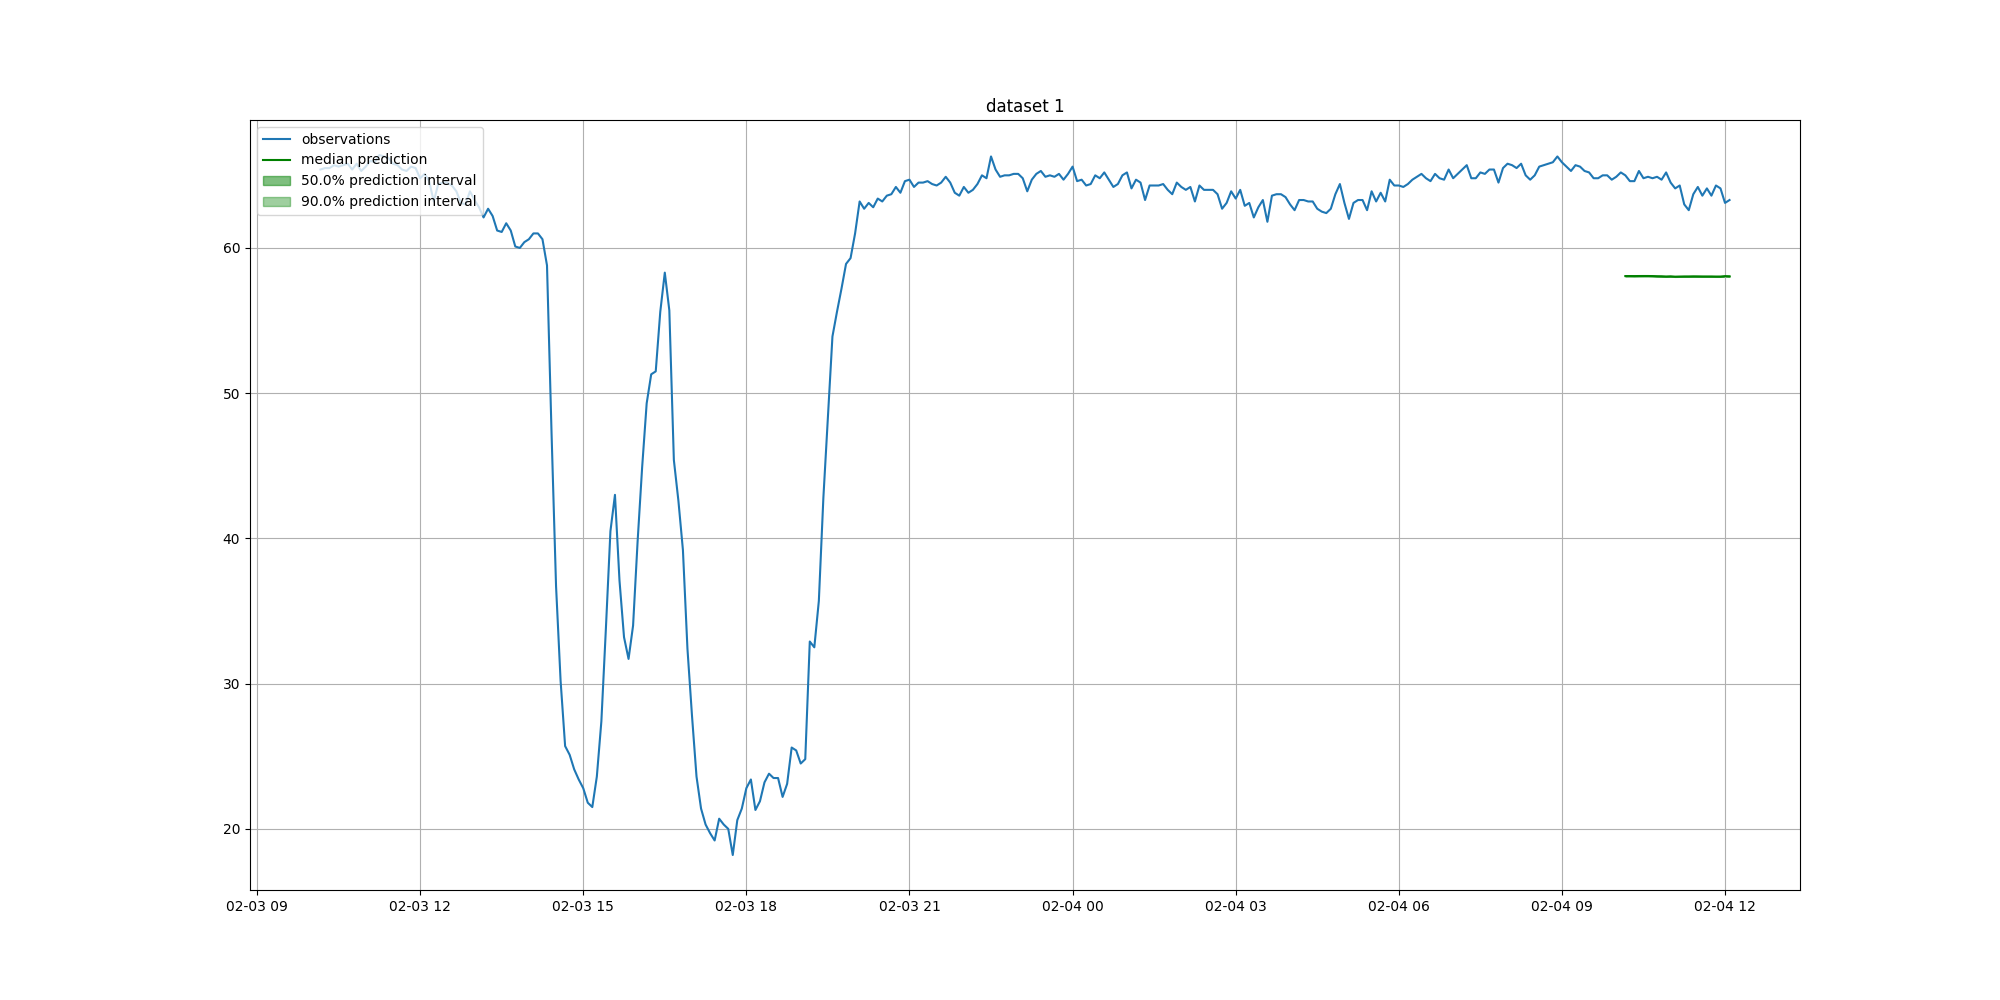 dataset 1
observations
median prediction
50.0% prediction interval
90.0% prediction interval
60
50
40
30
20
02-03 09 02-03 12 02-03 15 02-03 18 02-03 21 02-04 00 02-04 03 02-04 06 02-04 09 02-04 12